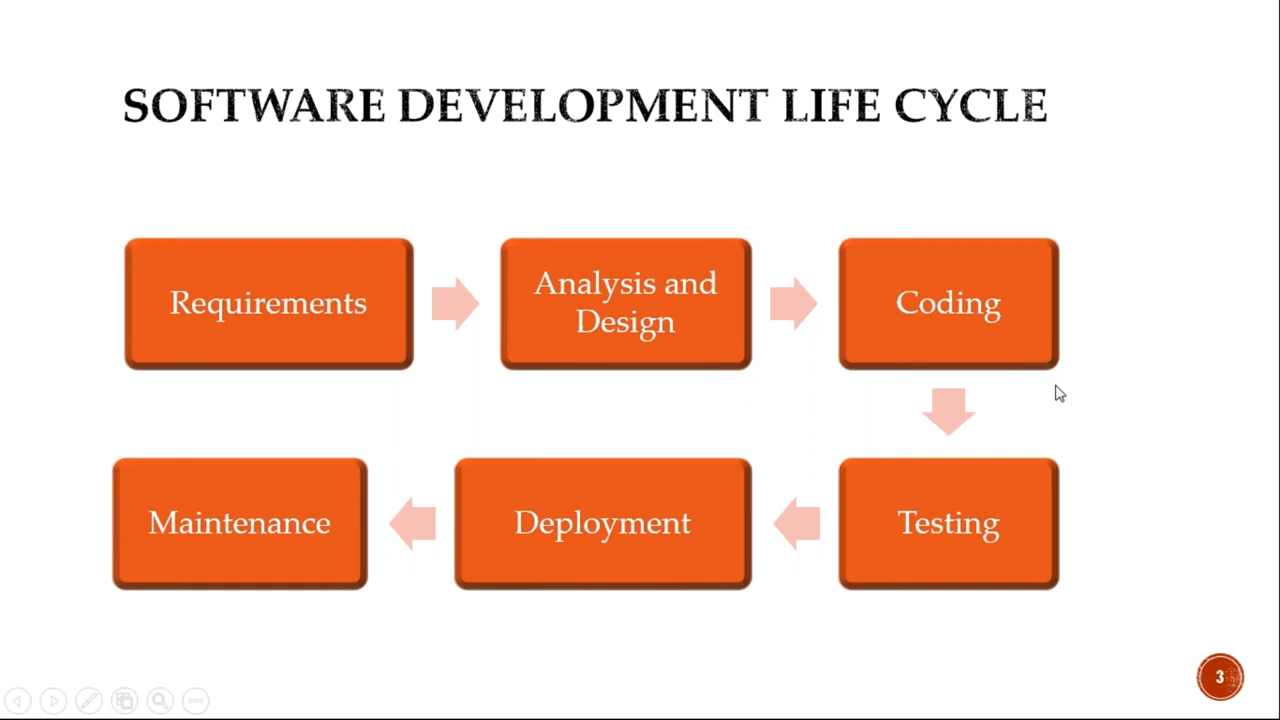 SOFTWARE DEVELOPMENT LIFE CYCLE
Requirements
Analysis and
Design
Coding
Testing
Deployment
Maintenance
3